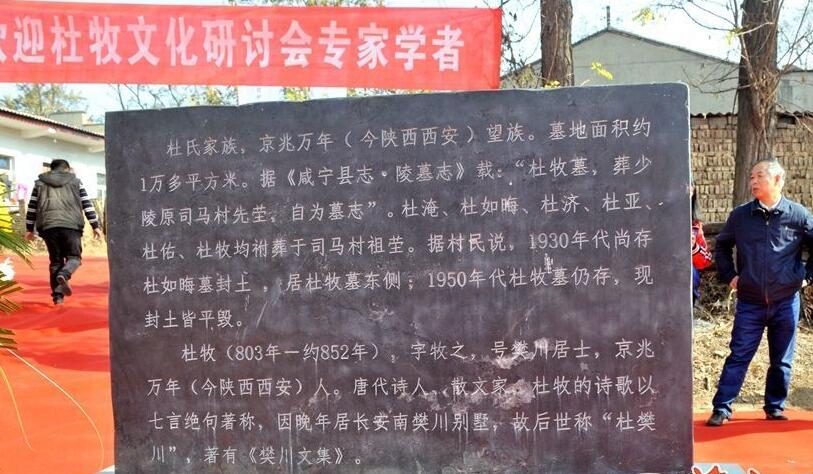 欢迎杜牧文化研讨会专家学者
杜氏家族，京兆万年（今陕西西安）望族。墓地面积约
1万多平方米。据《咸宁县志·陵墓志》载：“杜牧墓，葬少
陵原司马村先茔，自为墓志”。杜淹、杜如晦、杜济、杜亚、
杜佑、杜牧均祔葬于司马村祖茔。据村民说，1930年代尚存
杜如晦墓封土，居杜牧墓东侧；1950年代杜牧墓仍存，现
封土皆平毁。
杜牧（803年—约852年），字牧之，号樊川居士，京兆
万年（今陕西西安）人。唐代诗人、散文家。杜牧的诗歌以
七言绝句著称，因晚年居长安南樊川别墅，故后世称“杜樊
川”，著有《樊川文集》。